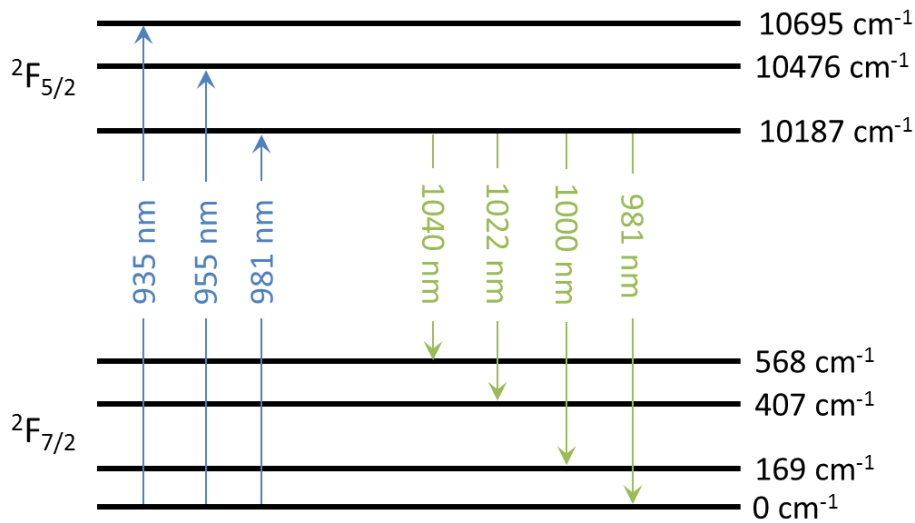 10695 cm⁻¹
²F₅/₂
10476 cm⁻¹
10187 cm⁻¹
935 nm
955 nm
981 nm
1040 nm
1022 nm
1000 nm
981 nm
568 cm⁻¹
407 cm⁻¹
²F₇/₂
169 cm⁻¹
0 cm⁻¹